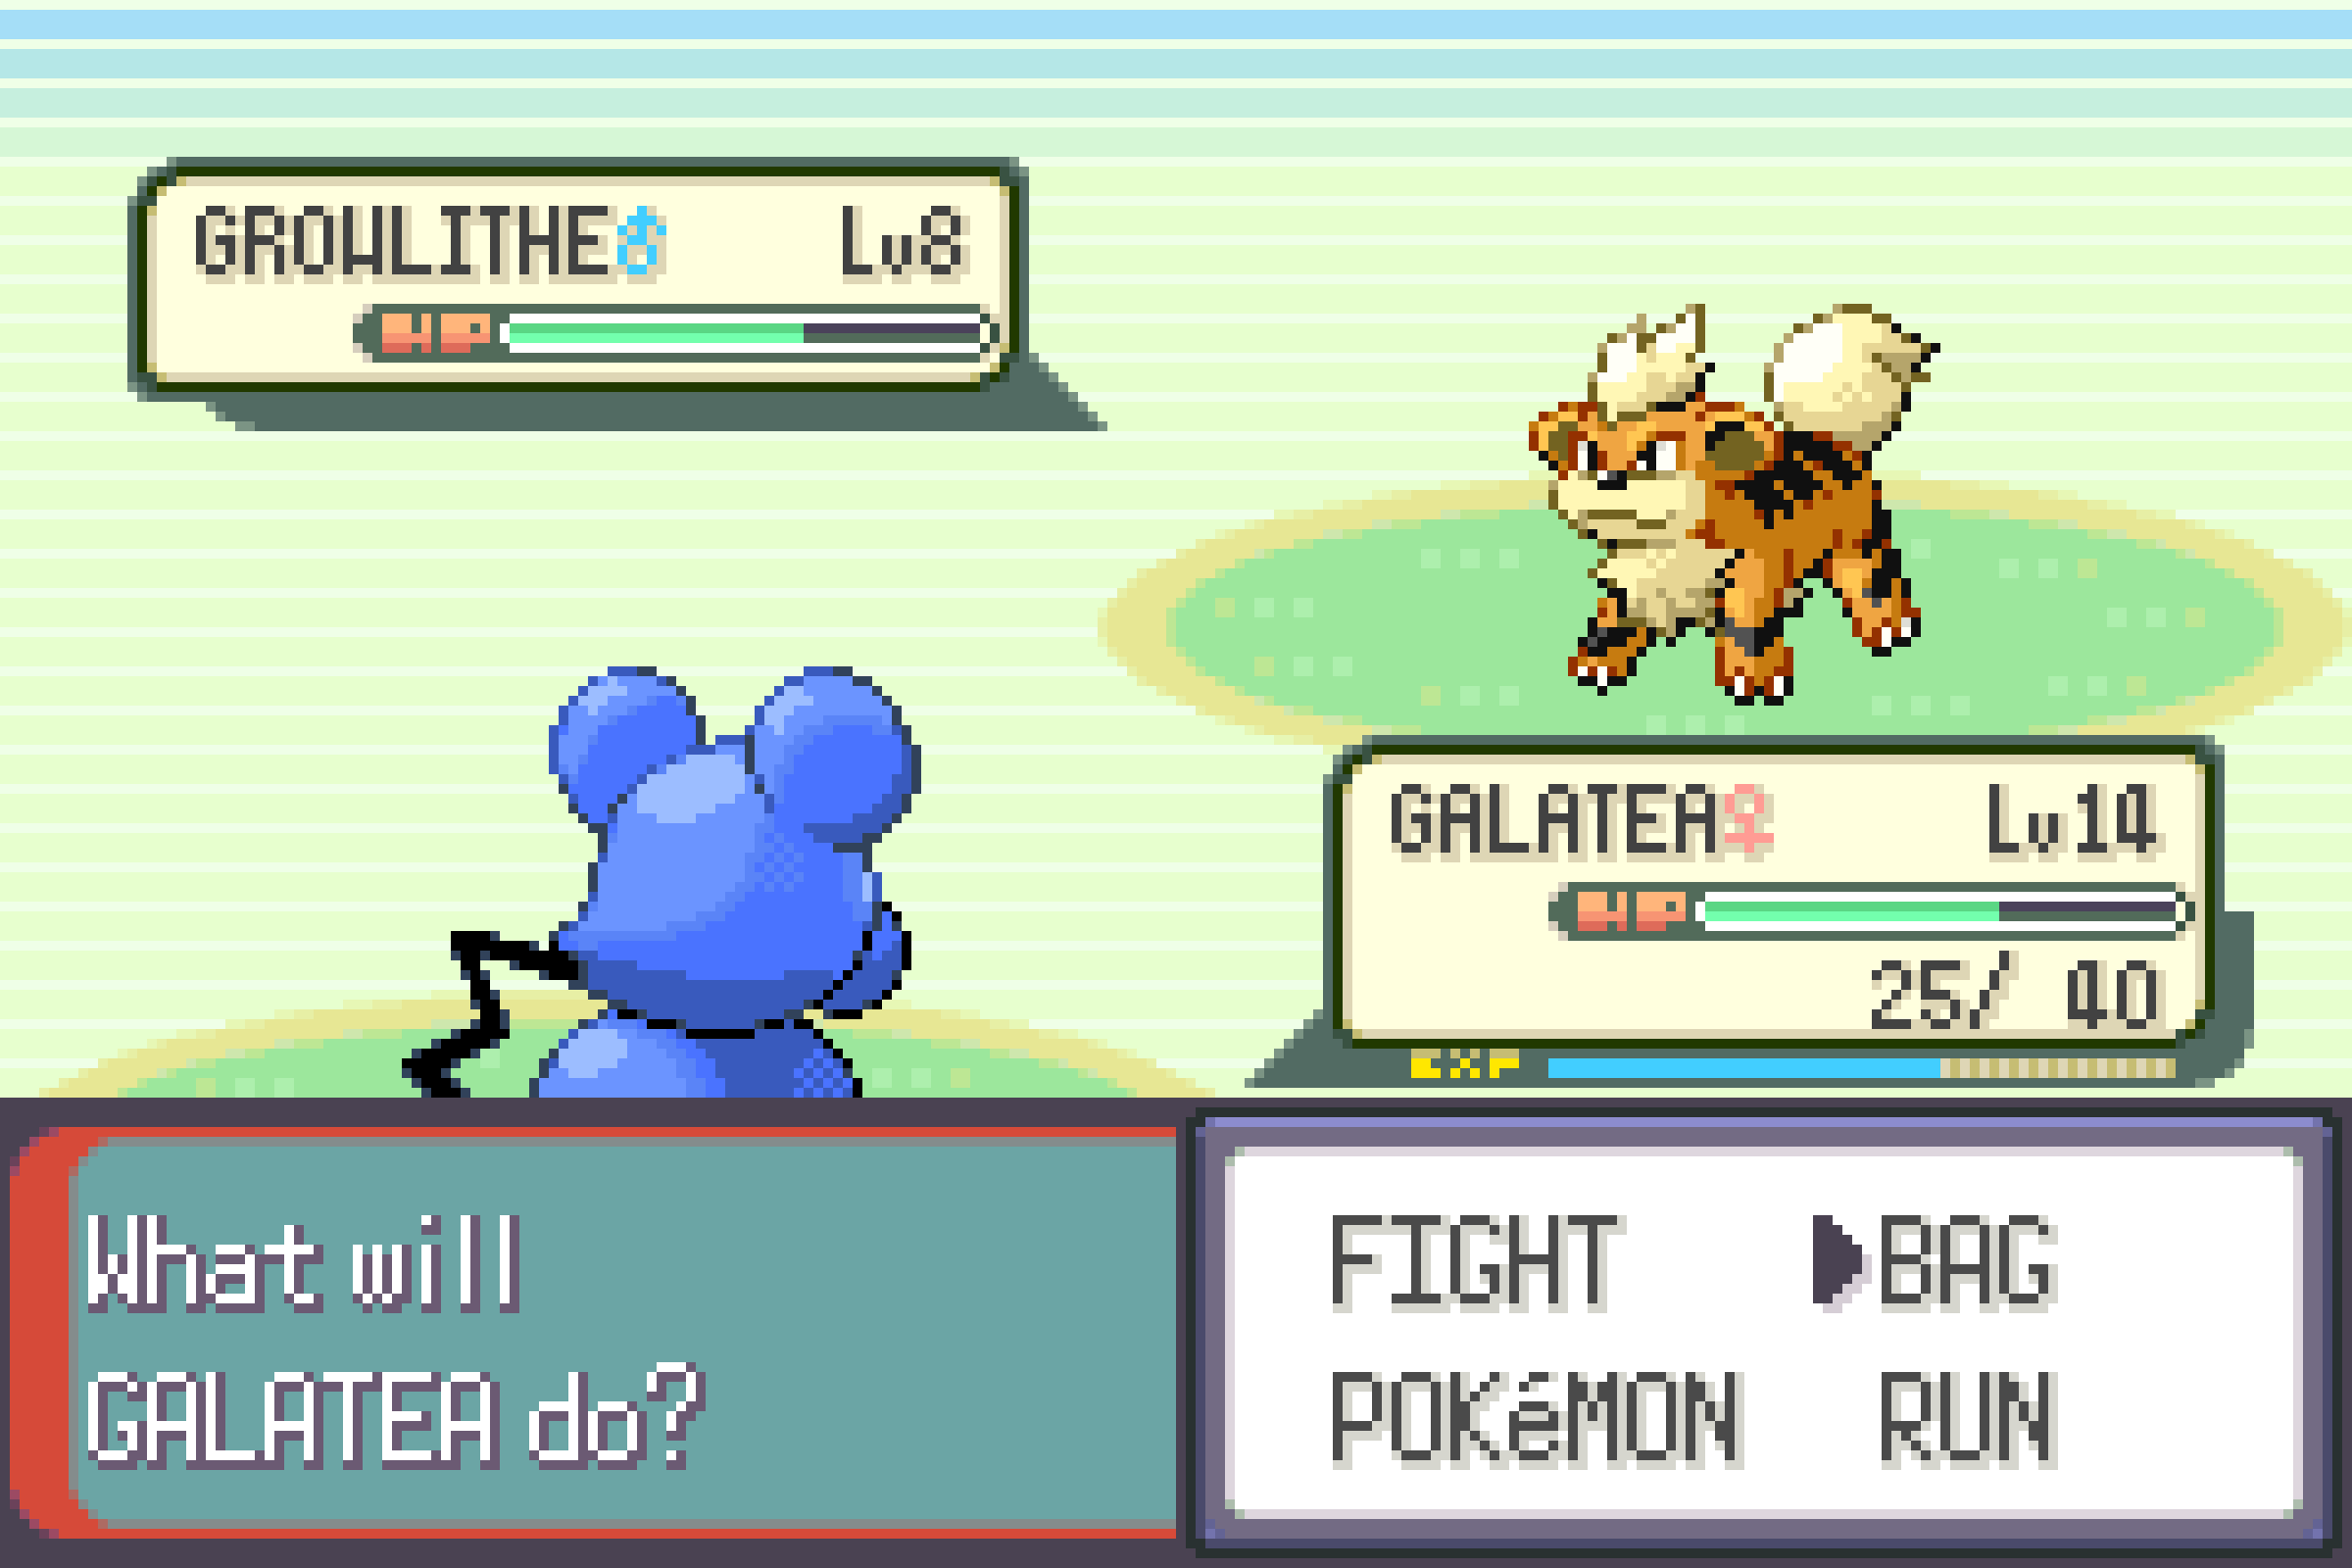 GROWLITHE♂ Lv8
HP
GALATEA♀ Lv14
HP
25/ 40
EXP
What will
GALATEA do?
FIGHT ▶BAG
POKéMON RUN